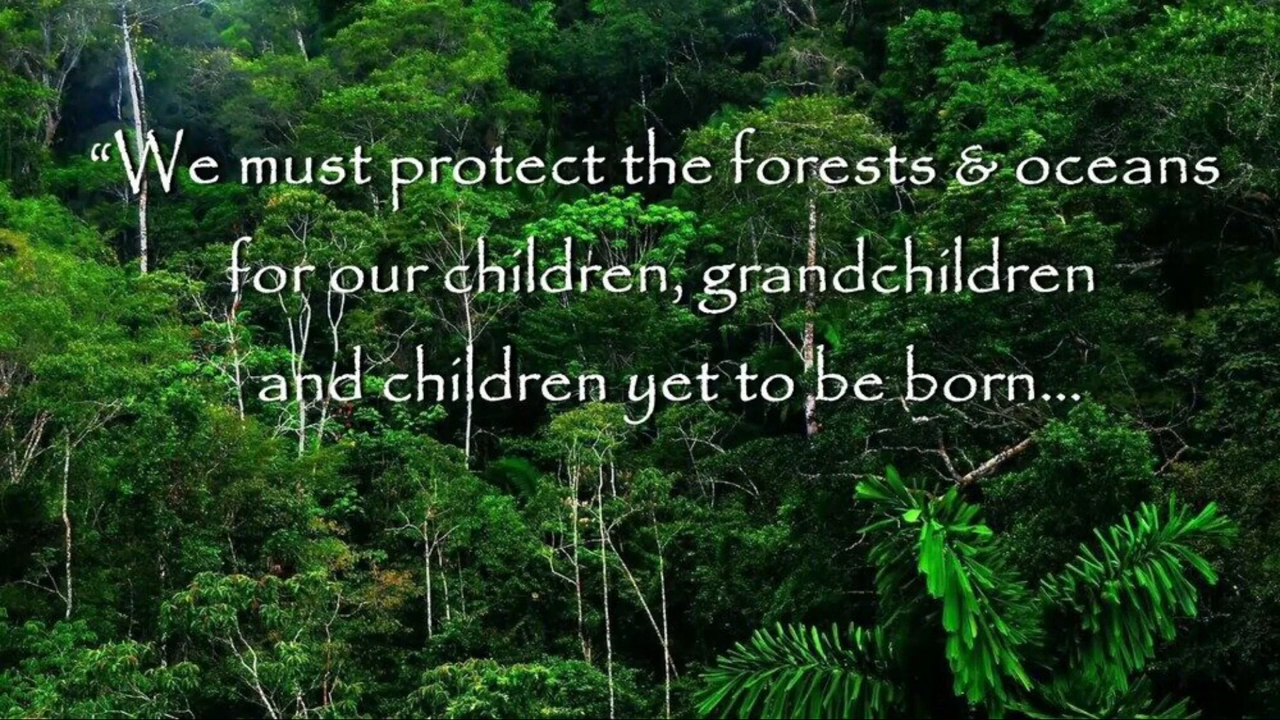 “We must protect the forests & oceans
for our children, grandchildren
and children yet to be born...